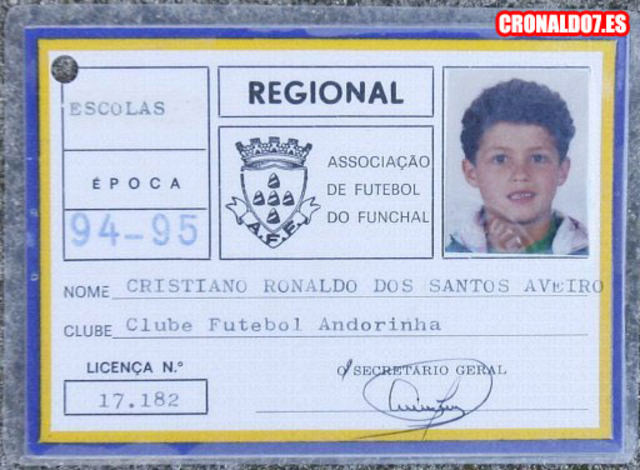 CRONALDO7.ES
ESCOLAS
ÉPOCA
94-95
REGIONAL
A.F.F.
ASSOCIAÇÃO
DE FUTEBOL
DO FUNCHAL
NOME CRISTIANO RONALDO DOS SANTOS AVEIRO
CLUBE Clube Futebol Andorinha
LICENÇA N.º
17.182
O SECRETÁRIO GERAL